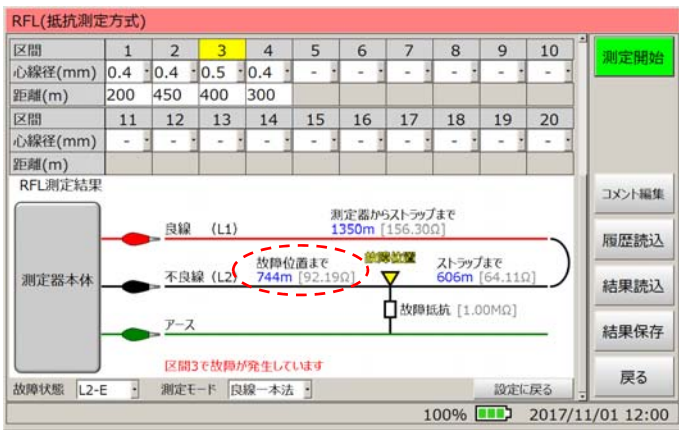 RFL(抵抗測定方式)
区間 1 2 3 4 5 6 7 8 9 10
心線径(mm) 0.4 0.4 0.5 0.4 - - - - - -
距離(m) 200 450 400 300
区間 11 12 13 14 15 16 17 18 19 20
心線径(mm) - - - - - - - - - -
距離(m)
測定開始
コメント編集
履歴読込
結果読込
結果保存
戻る
RFL測定結果
測定器からストラップまで
良線 (L1) 1350m [156.30Ω]
故障位置まで 故障位置 ストラップまで
測定器本体 不良線 (L2) 744m [92.19Ω] 606m [64.11Ω]
故障抵抗 [1.00MΩ]
アース
区間3で故障が発生しています
故障状態 L2-E 測定モード 良線一本法 設定に戻る
100% 2017/11/01 12:00